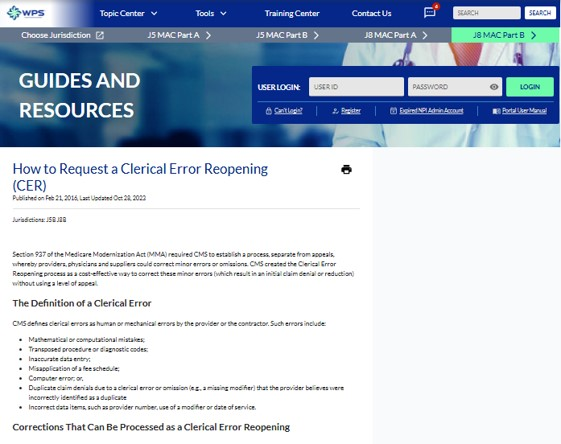 WPS
Topic Center
Tools
Training Center
Contact Us
SEARCH
SEARCH
Choose Jurisdiction
J5 MAC Part A
J5 MAC Part B
J8 MAC Part A
J8 MAC Part B
GUIDES AND
RESOURCES
USER LOGIN:
USER ID
PASSWORD
LOGIN
Can't Login?
Register
Expired NPI Admin Account
Portal User Manual
How to Request a Clerical Error Reopening
(CER)
Published on Feb 21, 2016, Last Updated Oct 28, 2023
Jurisdictions: J5B J8B
Section 937 of the Medicare Modernization Act (MMA) required CMS to establish a process, separate from appeals,
whereby providers, physicians and suppliers could correct minor errors or omissions. CMS created the Clerical Error
Reopening process as a cost-effective way to correct these minor errors (which result in an initial claim denial or reduction)
without using a level of appeal.
The Definition of a Clerical Error
CMS defines clerical errors as human or mechanical errors by the provider or the contractor. Such errors include:
• Mathematical or computational mistakes;
• Transposed procedure or diagnostic codes;
• Inaccurate data entry;
• Misapplication of a fee schedule;
• Computer error; or,
• Duplicate claim denials due to a clerical error or omission (e.g., a missing modifier) that the provider believes were
incorrectly identified as a duplicate
• Incorrect data items, such as provider number, use of a modifier or date of service.
Corrections That Can Be Processed as a Clerical Error Reopening